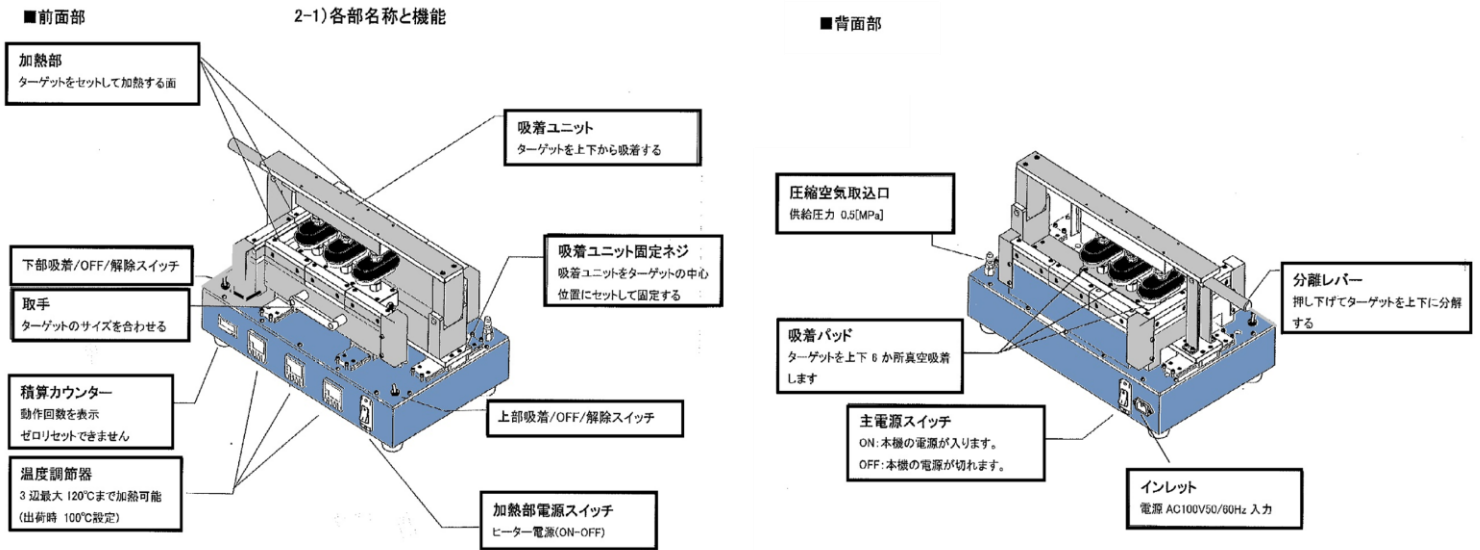 ■前面部
2-1)各部名称と機能
加熱部
ターゲットをセットして加熱する面
吸着ユニット
ターゲットを上下から吸着する
下部吸着/OFF/解除スイッチ
取手
ターゲットのサイズを合わせる
吸着ユニット固定ネジ
吸着ユニットをターゲットの中心
位置にセットして固定する
積算カウンター
動作回数を表示
ゼロリセットできません
上部吸着/OFF/解除スイッチ
温度調節器
3辺最大 120℃まで加熱可能
(出荷時 100℃設定)
加熱部電源スイッチ
ヒーター電源(ON-OFF)
■背面部
圧縮空気取込口
供給圧力 0.5[MPa]
分離レバー
押し下げてターゲットを上下に分解
する
吸着パッド
ターゲットを上下 6 か所真空吸着
します
主電源スイッチ
ON:本機の電源が入ります。
OFF:本機の電源が切れます。
インレット
電源 AC100V50/60Hz 入力